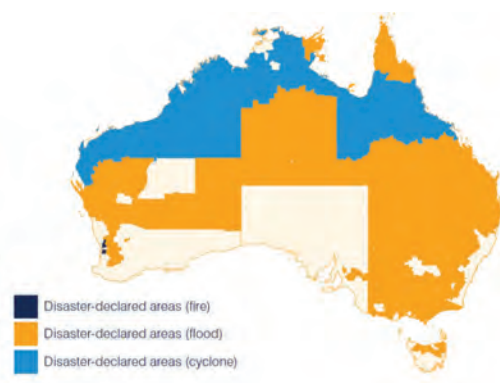 Disaster-declared areas (fire)
Disaster-declared areas (flood)
Disaster-declared areas (cyclone)